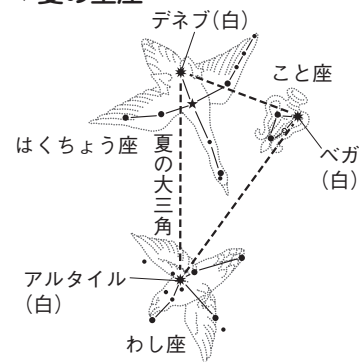 夏の星座
デネブ(白)
こと座
はくちょう座
ベガ
(白)
夏の大三角
アルタイル
(白)
わし座